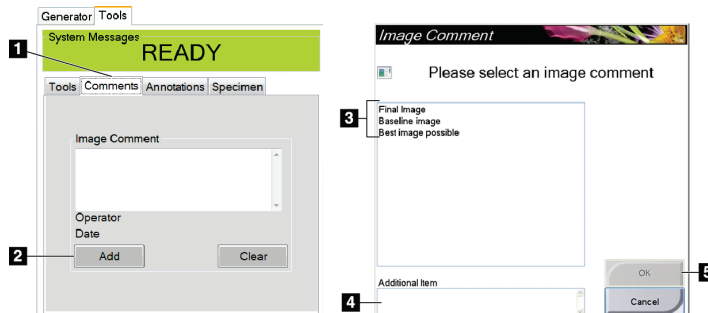 Generator Tools
System Messages
READY
1
Tools Comments Annotations Specimen
Image Comment
Operator
Date
2
Add Clear
Image Comment
Please select an image comment
3
Final Image
Baseline image
Best image possible
OK
5
Additional Item
4
Cancel